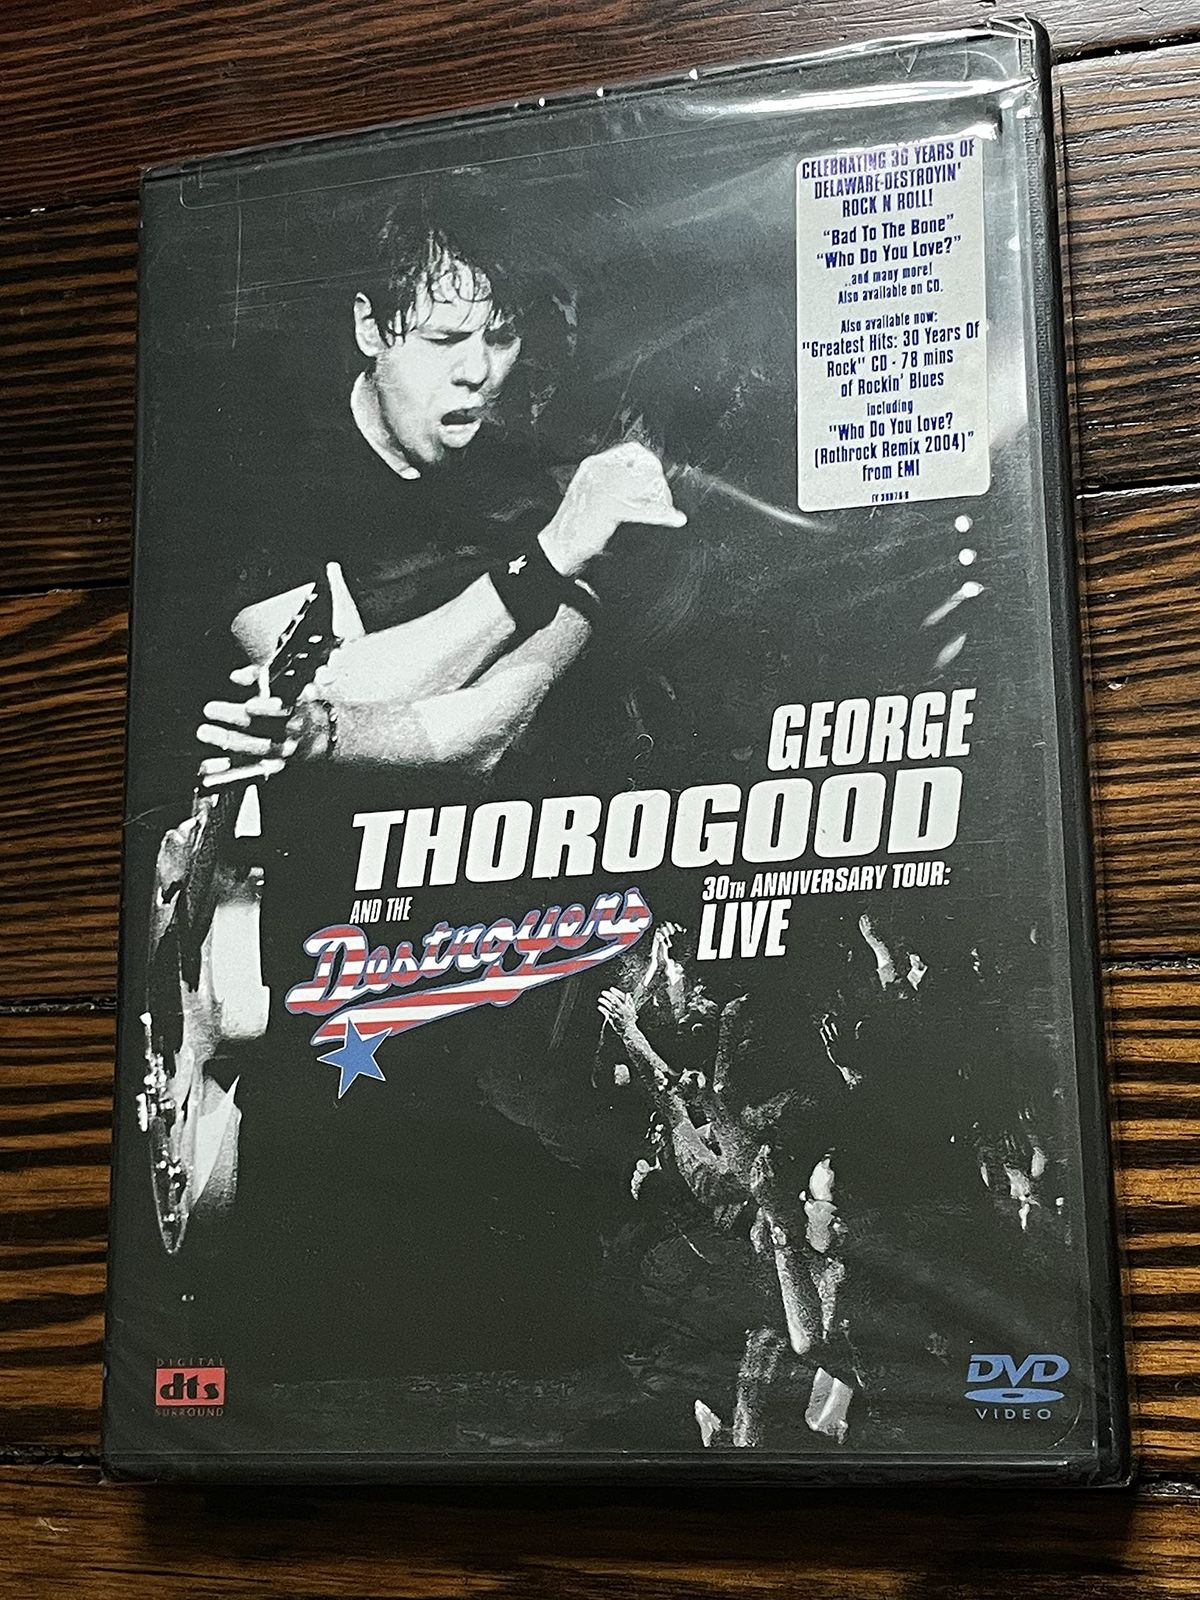 CELEBRATING 30 YEARS OF
DELAWARE-DESTROYIN'
ROCK N ROLL!
"Bad To The Bone"
"Who Do You Love?"
...and many more!
Also available on CD.
Also available now:
"Greatest Hits: 30 Years Of
Rock" CD - 78 mins
of Rockin' Blues
including
"Who Do You Love?
(Rothrock Remix 2004)"
from EMI
GEORGE
THOROGOOD
AND THE
Destroyers
30TH ANNIVERSARY TOUR:
LIVE
DIGITAL
dts
SURROUND
DVD
VIDEO